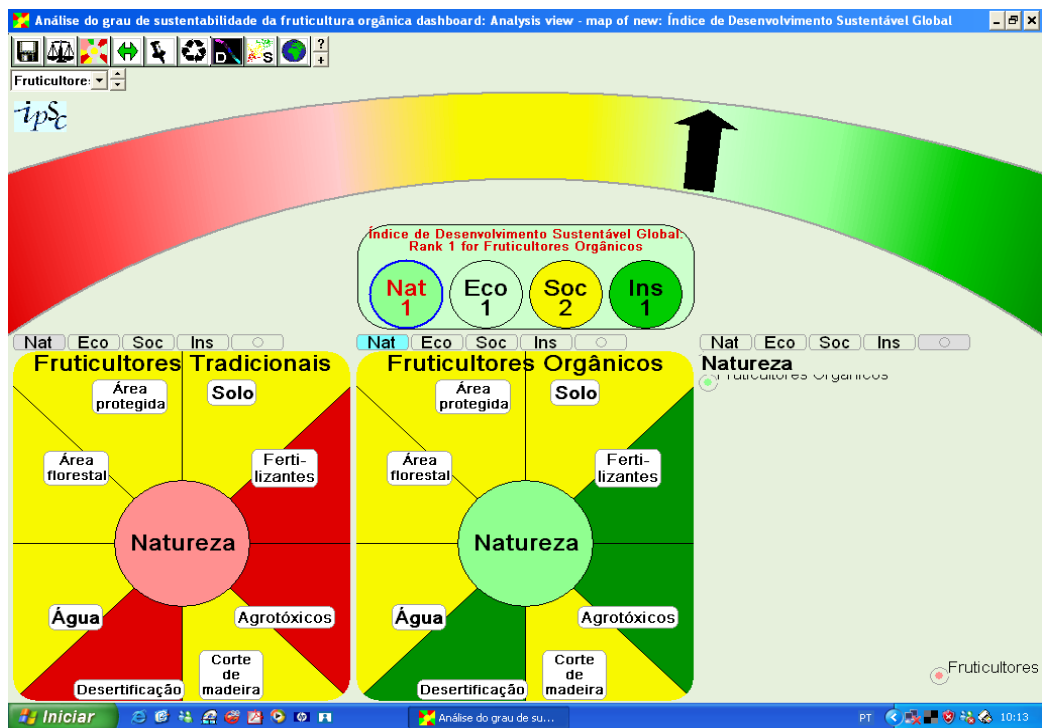 Análise do grau de sustentabilidade da fruticultura orgânica dashboard: Analysis view - map of new: Índice de Desenvolvimento Sustentável Global
D
S
?
+
Fruticultore:
ipsc
Índice de Desenvolvimento Sustentável Global.
Rank 1 for Fruticultores Orgânicos
Nat
1
Eco
1
Soc
2
Ins
1
Nat Eco Soc Ins
Fruticultores Tradicionais
Área
protegida
Solo
Área
florestal
Ferti-
lizantes
Natureza
Água
Agrotóxicos
Desertificação
Corte
de
madeira
Nat Eco Soc Ins
Fruticultores Orgânicos
Área
protegida
Solo
Área
florestal
Ferti-
lizantes
Natureza
Água
Agrotóxicos
Desertificação
Corte
de
madeira
Nat Eco Soc Ins
Natureza
Fruticultores Orgânicos
Fruticultores
Iniciar
Análise do grau de su...
PT
10:13